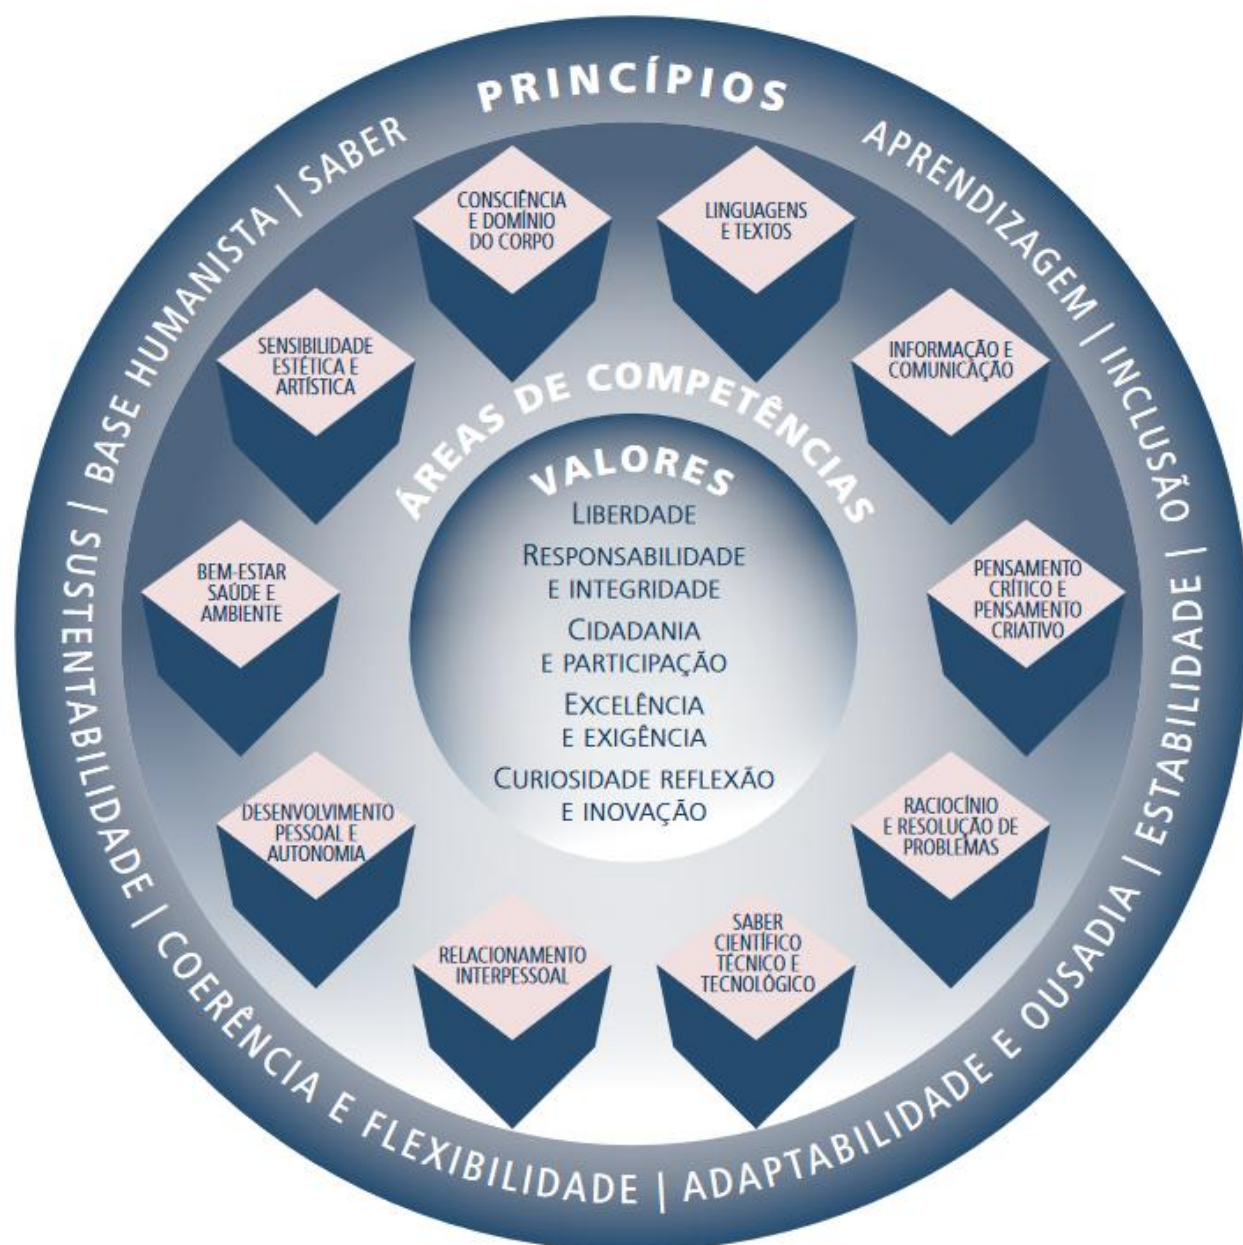 PRINCÍPIOS
APRENDIZAGEM | INCLUSÃO | ESTABILIDADE | ADAPTABILIDADE E OUSADIA | COERÊNCIA E FLEXIBILIDADE | SUSTENTABILIDADE | BASE HUMANISTA | SABER
ÁREAS DE COMPETÊNCIAS
LINGUAGENS
E TEXTOS
INFORMAÇÃO E
COMUNICAÇÃO
PENSAMENTO
CRÍTICO E
PENSAMENTO
CRIATIVO
RACIOCÍNIO
E RESOLUÇÃO DE
PROBLEMAS
SABER
CIENTÍFICO
TÉCNICO E
TECNOLÓGICO
RELACIONAMENTO
INTERPESSOAL
DESENVOLVIMENTO
PESSOAL E
AUTONOMIA
BEM-ESTAR
SAÚDE E
AMBIENTE
SENSIBILIDADE
ESTÉTICA E
ARTÍSTICA
CONSCIÊNCIA
E DOMÍNIO
DO CORPO
VALORES
LIBERDADE
RESPONSABILIDADE
E INTEGRIDADE
CIDADANIA
E PARTICIPAÇÃO
EXCELÊNCIA
E EXIGÊNCIA
CURIOSIDADE REFLEXÃO
E INOVAÇÃO